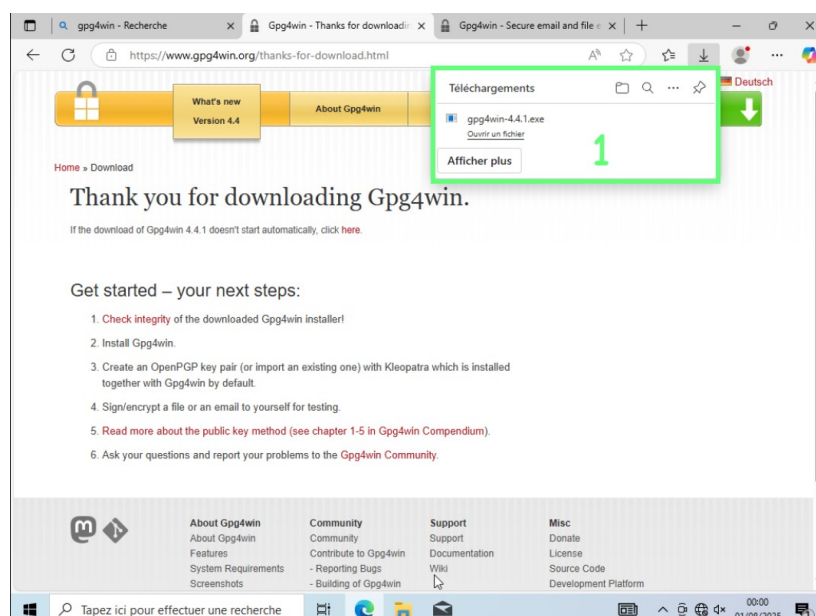 gpg4win - Recherche
Gpg4win - Thanks for downloadin
Gpg4win - Secure email and file e
https://www.gpg4win.org/thanks-for-download.html
Téléchargements
gpg4win-4.4.1.exe
Ouvrir un fichier
Afficher plus
1
Deutsch
What's new
Version 4.4
About Gpg4win
Home » Download
Thank you for downloading Gpg4win.
If the download of Gpg4win 4.4.1 doesn't start automatically, click here.
Get started – your next steps:
1. Check integrity of the downloaded Gpg4win installer!
2. Install Gpg4win.
3. Create an OpenPGP key pair (or import an existing one) with Kleopatra which is installed
together with Gpg4win by default.
4. Sign/encrypt a file or an email to yourself for testing.
5. Read more about the public key method (see chapter 1-5 in Gpg4win Compendium).
6. Ask your questions and report your problems to the Gpg4win Community.
About Gpg4win
About Gpg4win
Features
System Requirements
Screenshots
Community
Community
Contribute to Gpg4win
- Reporting Bugs
- Building of Gpg4win
Support
Support
Documentation
Wiki
Misc
Donate
License
Source Code
Development Platform
Tapez ici pour effectuer une recherche
00:00
01/08/2025